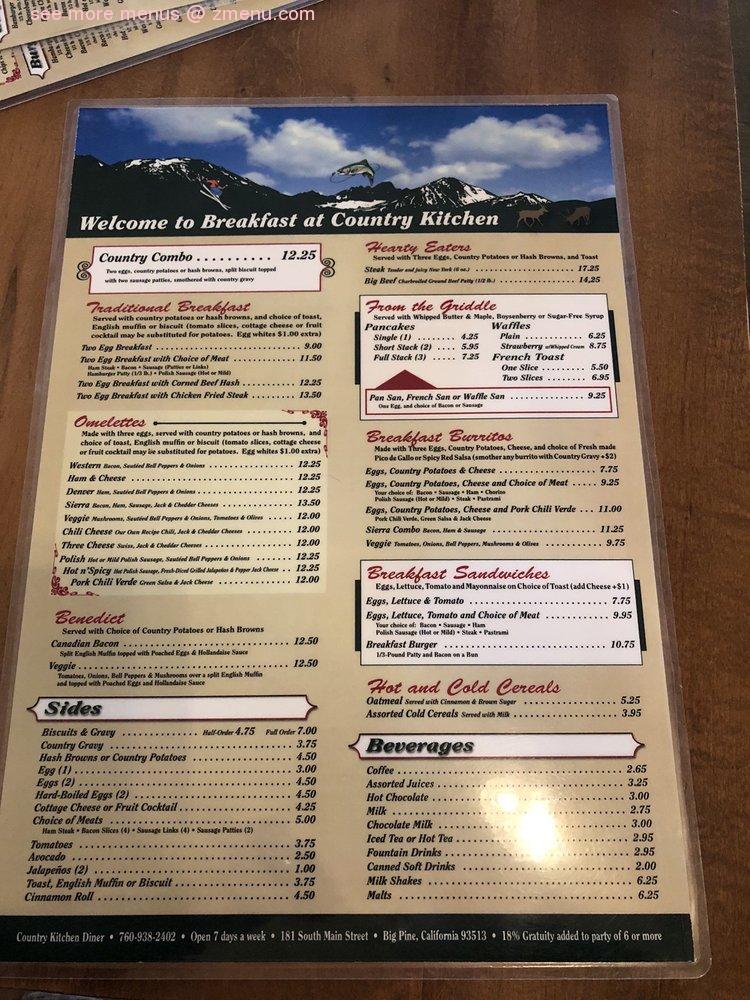 see more menus @ zmenu.com
Welcome to Breakfast at Country Kitchen
Country Combo .......... 12.25
Two eggs, country potatoes or hash browns, split biscuit topped
with two sausage patties, smothered with country gravy
Traditional Breakfast
Served with country potatoes or hash browns, and choice of toast,
English muffin or biscuit (tomato slices, cottage cheese or fruit
cocktail may be substituted for potatoes. Egg whites $1.00 extra)
Two Egg Breakfast 9.00
Two Egg Breakfast with Choice of Meat 11.50
Ham Steak • Bacon • Sausage (Patties or Links)
Hamburger Patty (1/3 lb.) • Polish Sausage (Hot or Mild)
Two Egg Breakfast with Corned Beef Hash 12.25
Two Egg Breakfast with Chicken Fried Steak 13.50
Omelettes
Made with three eggs, served with country potatoes or hash browns, and
choice of toast, English muffin or biscuit (tomato slices, cottage cheese
or fruit cocktail may be substituted for potatoes. Egg whites $1.00 extra)
Western Bacon, Sautéed Bell Peppers & Onions 12.25
Ham & Cheese 12.25
Denver Ham, Sautéed Bell Peppers & Onions 12.25
Sierra Bacon, Ham, Sausage, Jack & Cheddar Cheeses 13.50
Veggie Mushrooms, Sautéed Bell Peppers & Onions, Tomatoes & Olives 12.00
Chili Cheese Our Own Recipe Chili, Jack & Cheddar Cheeses 12.00
Three Cheese Swiss, Jack & Cheddar Cheeses 12.00
Polish Hot or Mild Polish Sausage, Sautéed Bell Peppers & Onions 12.25
Hot n'Spicy Hot Polish Sausage, Fresh-Diced Grilled Jalapeños & Pepper Jack Cheese 12.25
Pork Chili Verde Green Salsa & Jack Cheese 12.00
Benedict
Served with Choice of Country Potatoes or Hash Browns
Canadian Bacon 12.50
Split English Muffin topped with Poached Eggs & Hollandaise Sauce
Veggie 12.50
Tomatoes, Onions, Bell Peppers & Mushrooms over a split English Muffin
and topped with Poached Eggs and Hollandaise Sauce
Sides
Biscuits & Gravy Half-Order 4.75 Full Order 7.00
Country Gravy 3.75
Hash Browns or Country Potatoes 4.50
Egg (1) 3.00
Eggs (2) 4.50
Hard-Boiled Eggs (2) 4.50
Cottage Cheese or Fruit Cocktail 4.25
Choice of Meats 5.00
Ham Steak • Bacon Slices (4) • Sausage Links (4) • Sausage Patties (2)
Tomatoes 3.75
Avocado 2.50
Jalapeños (2) 1.00
Toast, English Muffin or Biscuit 3.75
Cinnamon Roll 4.50
Hearty Eaters
Served with Three Eggs, Country Potatoes or Hash Browns, and Toast
Steak Tender and juicy New York (6 oz.) 17.25
Big Beef Charbroiled Ground Beef Patty (1/2 lb.) 14.25
From the Griddle
Served with Whipped Butter & Maple, Boysenberry or Sugar-Free Syrup
Pancakes
Single (1) 4.25
Short Stack (2) 5.95
Full Stack (3) 7.25
Waffles
Plain 6.25
Strawberry w/Whipped Cream 8.75
French Toast
One Slice 5.50
Two Slices 6.95
Pan San, French San or Waffle San 9.25
One Egg, and choice of Bacon or Sausage
Breakfast Burritos
Made with Three Eggs, Country Potatoes, Cheese, and choice of Fresh made
Pico de Gallo or Spicy Red Salsa (smother any burrito with Country Gravy +$2)
Eggs, Country Potatoes & Cheese 7.75
Eggs, Country Potatoes, Cheese and Choice of Meat 9.25
Your choice of: Bacon • Sausage • Ham • Chorizo
Polish Sausage (Hot or Mild) • Steak • Pastrami
Eggs, Country Potatoes, Cheese and Pork Chili Verde ... 11.00
Pork Chili Verde, Green Salsa & Jack Cheese
Sierra Combo Bacon, Ham & Sausage 11.25
Veggie Tomatoes, Onions, Bell Peppers, Mushrooms & Olives 9.75
Breakfast Sandwiches
Eggs, Lettuce, Tomato and Mayonnaise on Choice of Toast (add Cheese +$1)
Eggs, Lettuce & Tomato 7.75
Eggs, Lettuce, Tomato and Choice of Meat 9.95
Your choice of: Bacon • Sausage • Ham
Polish Sausage (Hot or Mild) • Steak • Pastrami
Breakfast Burger 10.75
1/3-Pound Patty and Bacon on a Bun
Hot and Cold Cereals
Oatmeal Served with Cinnamon & Brown Sugar 5.25
Assorted Cold Cereals Served with Milk 3.95
Beverages
Coffee 2.65
Assorted Juices 3.25
Hot Chocolate 3.00
Milk 2.75
Chocolate Milk 3.00
Iced Tea or Hot Tea 2.95
Fountain Drinks 2.95
Canned Soft Drinks 2.00
Milk Shakes 6.25
Malts 6.25
Country Kitchen Diner • 760-938-2402 • Open 7 days a week • 181 South Main Street • Big Pine, California 93513 • 18% Gratuity added to party of 6 or more